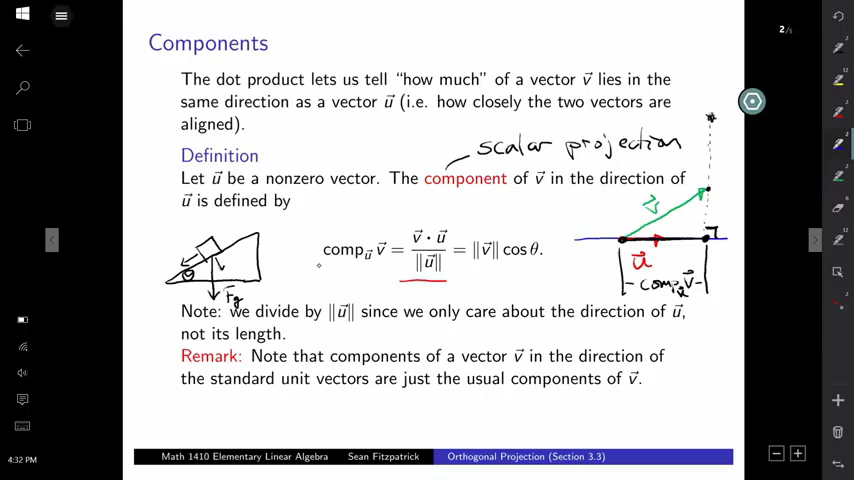 2/5
Components
The dot product lets us tell “how much” of a vector v⃗ lies in the
same direction as a vector u⃗ (i.e. how closely the two vectors are
aligned).
scalar projection
Definition
Let u⃗ be a nonzero vector. The component of v⃗ in the direction of
u⃗ is defined by
comp_u⃗ v⃗ = v⃗ · u⃗ / ‖u⃗‖ = ‖v⃗‖ cos θ.
v⃗
u⃗
comp_u⃗ v⃗
θ
F⃗g
Note: we divide by ‖u⃗‖ since we only care about the direction of u⃗,
not its length.
Remark: Note that components of a vector v⃗ in the direction of
the standard unit vectors are just the usual components of v⃗.
Math 1410 Elementary Linear Algebra Sean Fitzpatrick Orthogonal Projection (Section 3.3)
4:32 PM